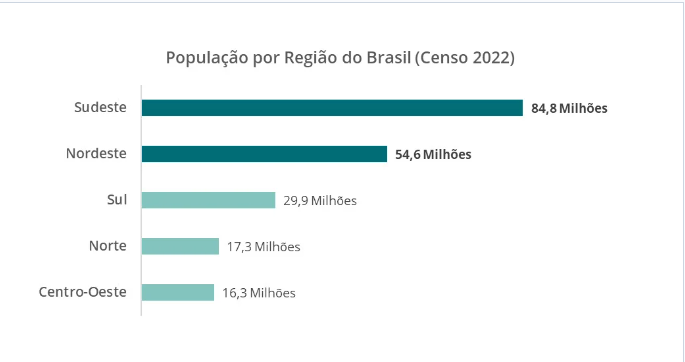 População por Região do Brasil (Censo 2022)
Sudeste 84,8 Milhões
Nordeste 54,6 Milhões
Sul 29,9 Milhões
Norte 17,3 Milhões
Centro-Oeste 16,3 Milhões